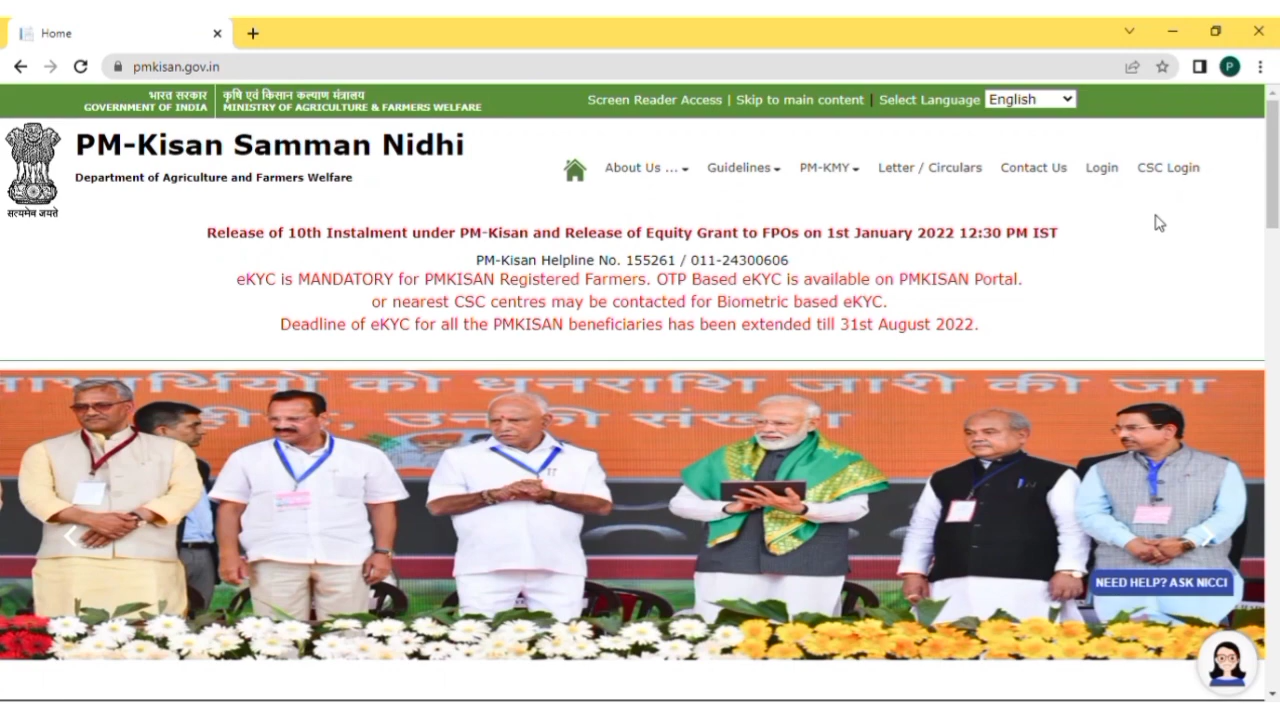 Home
pmkisan.gov.in
P
भारत सरकार
GOVERNMENT OF INDIA
कृषि एवं किसान कल्याण मंत्रालय
MINISTRY OF AGRICULTURE & FARMERS WELFARE
Screen Reader Access | Skip to main content | Select Language English
PM-Kisan Samman Nidhi
Department of Agriculture and Farmers Welfare
सत्यमेव जयते
About Us ... Guidelines PM-KMY Letter / Circulars Contact Us Login CSC Login
Release of 10th Instalment under PM-Kisan and Release of Equity Grant to FPOs on 1st January 2022 12:30 PM IST
PM-Kisan Helpline No. 155261 / 011-24300606
eKYC is MANDATORY for PMKISAN Registered Farmers. OTP Based eKYC is available on PMKISAN Portal.
or nearest CSC centres may be contacted for Biometric based eKYC.
Deadline of eKYC for all the PMKISAN beneficiaries has been extended till 31st August 2022.
को धनराशि जारी की जा
उनकी संख्या
NEED HELP? ASK NICCI